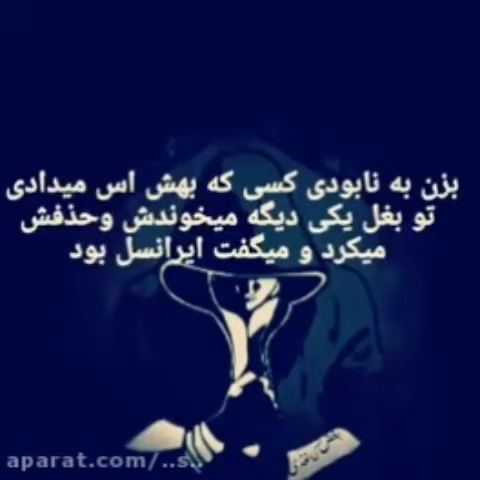 بزن به نابودی کسی که بهش اس میدادی
تو بغل یکی دیگه میخوندش وحذفش
میکرد و میگفت ایرانسل بود
aparat.com/..s..